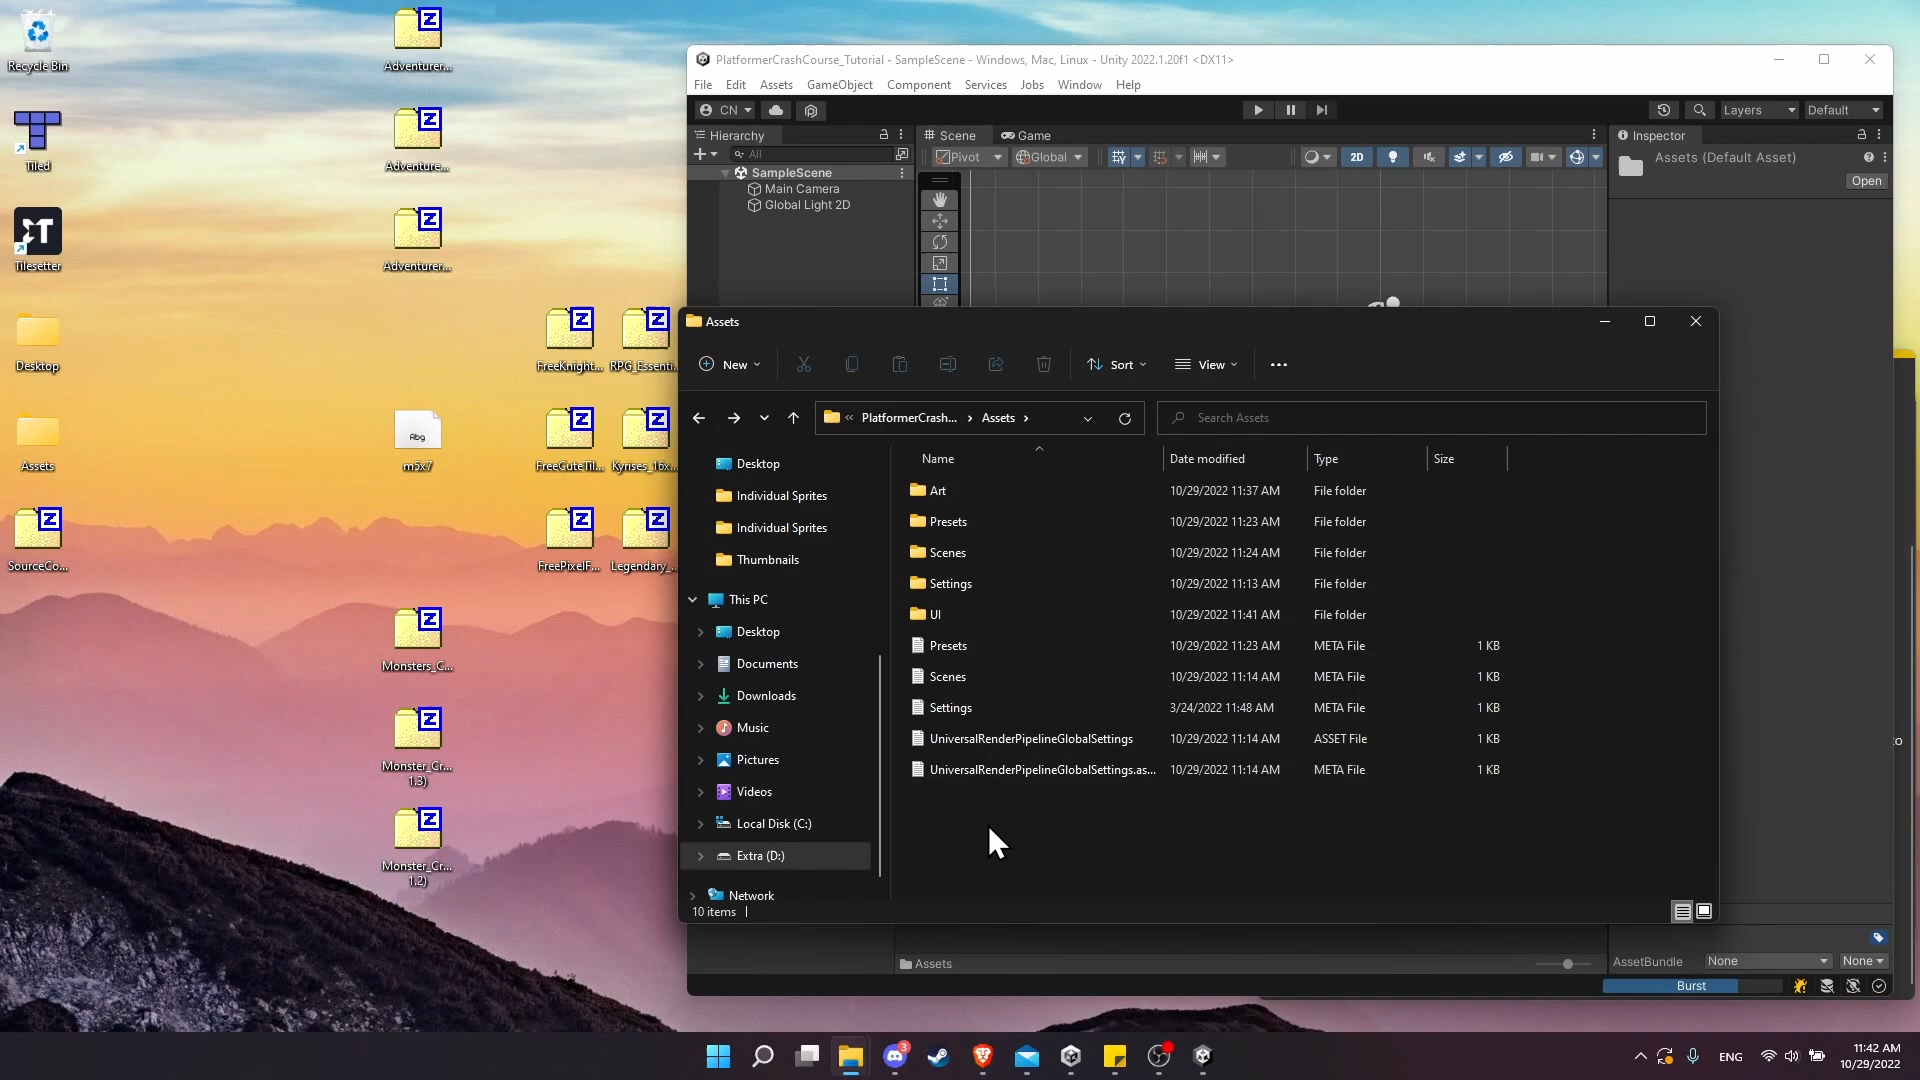 Recycle Bin
Tiled
Tilesetter
Desktop
Assets
SourceCo...
Adventurer...
Adventure...
Adventurer...
Abg
m5x7
Monsters_C...
Monster_Cr...
1.3)
Monster_Cr...
1.2)
FreeKnight...
RPG_Essenti...
FreeCuteTil...
Kyrises_16x...
FreePixelF...
Legendary_...
PlatformerCrashCourse_Tutorial - SampleScene - Windows, Mac, Linux - Unity 2022.1.20f1 <DX11>
File Edit Assets GameObject Component Services Jobs Window Help
CN
Layers
Default
Hierarchy
All
SampleScene
Main Camera
Global Light 2D
Scene
Game
Pivot
Global
2D
Inspector
Assets (Default Asset)
Open
Assets
New
Sort
View
PlatformerCrash... > Assets >
Search Assets
Desktop
Individual Sprites
Individual Sprites
Thumbnails
This PC
Desktop
Documents
Downloads
Music
Pictures
Videos
Local Disk (C:)
Extra (D:)
Network
Name Date modified Type Size
Art 10/29/2022 11:37 AM File folder
Presets 10/29/2022 11:23 AM File folder
Scenes 10/29/2022 11:24 AM File folder
Settings 10/29/2022 11:13 AM File folder
UI 10/29/2022 11:41 AM File folder
Presets 10/29/2022 11:23 AM META File 1 KB
Scenes 10/29/2022 11:14 AM META File 1 KB
Settings 3/24/2022 11:48 AM META File 1 KB
UniversalRenderPipelineGlobalSettings 10/29/2022 11:14 AM ASSET File 1 KB
UniversalRenderPipelineGlobalSettings.as... 10/29/2022 11:14 AM META File 1 KB
10 items
Assets
AssetBundle
None
None
Burst
3
ENG
11:42 AM
10/29/2022